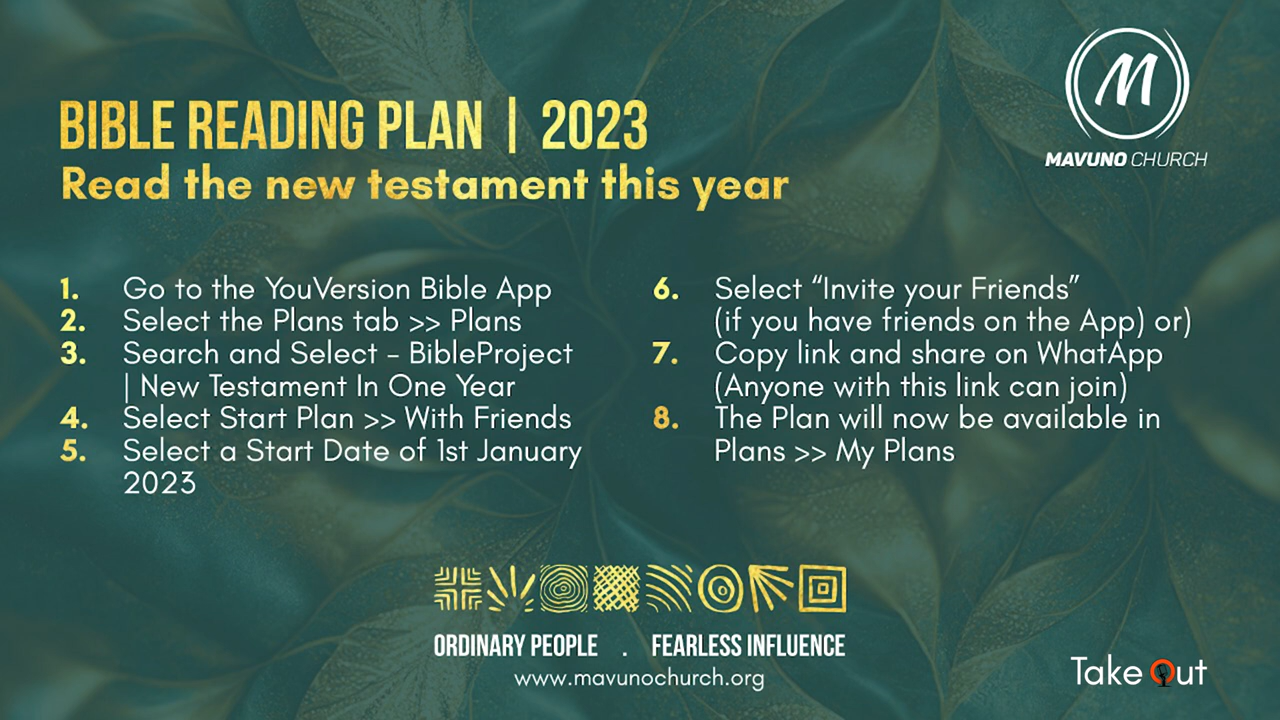 M
MAVUNO CHURCH
BIBLE READING PLAN | 2023
Read the new testament this year
1. Go to the YouVersion Bible App
2. Select the Plans tab >> Plans
3. Search and Select - BibleProject
| New Testament In One Year
4. Select Start Plan >> With Friends
5. Select a Start Date of 1st January
2023
6. Select “Invite your Friends”
(if you have friends on the App) or)
7. Copy link and share on WhatApp
(Anyone with this link can join)
8. The Plan will now be available in
Plans >> My Plans
ORDINARY PEOPLE . FEARLESS INFLUENCE
www.mavunochurch.org
Take Out